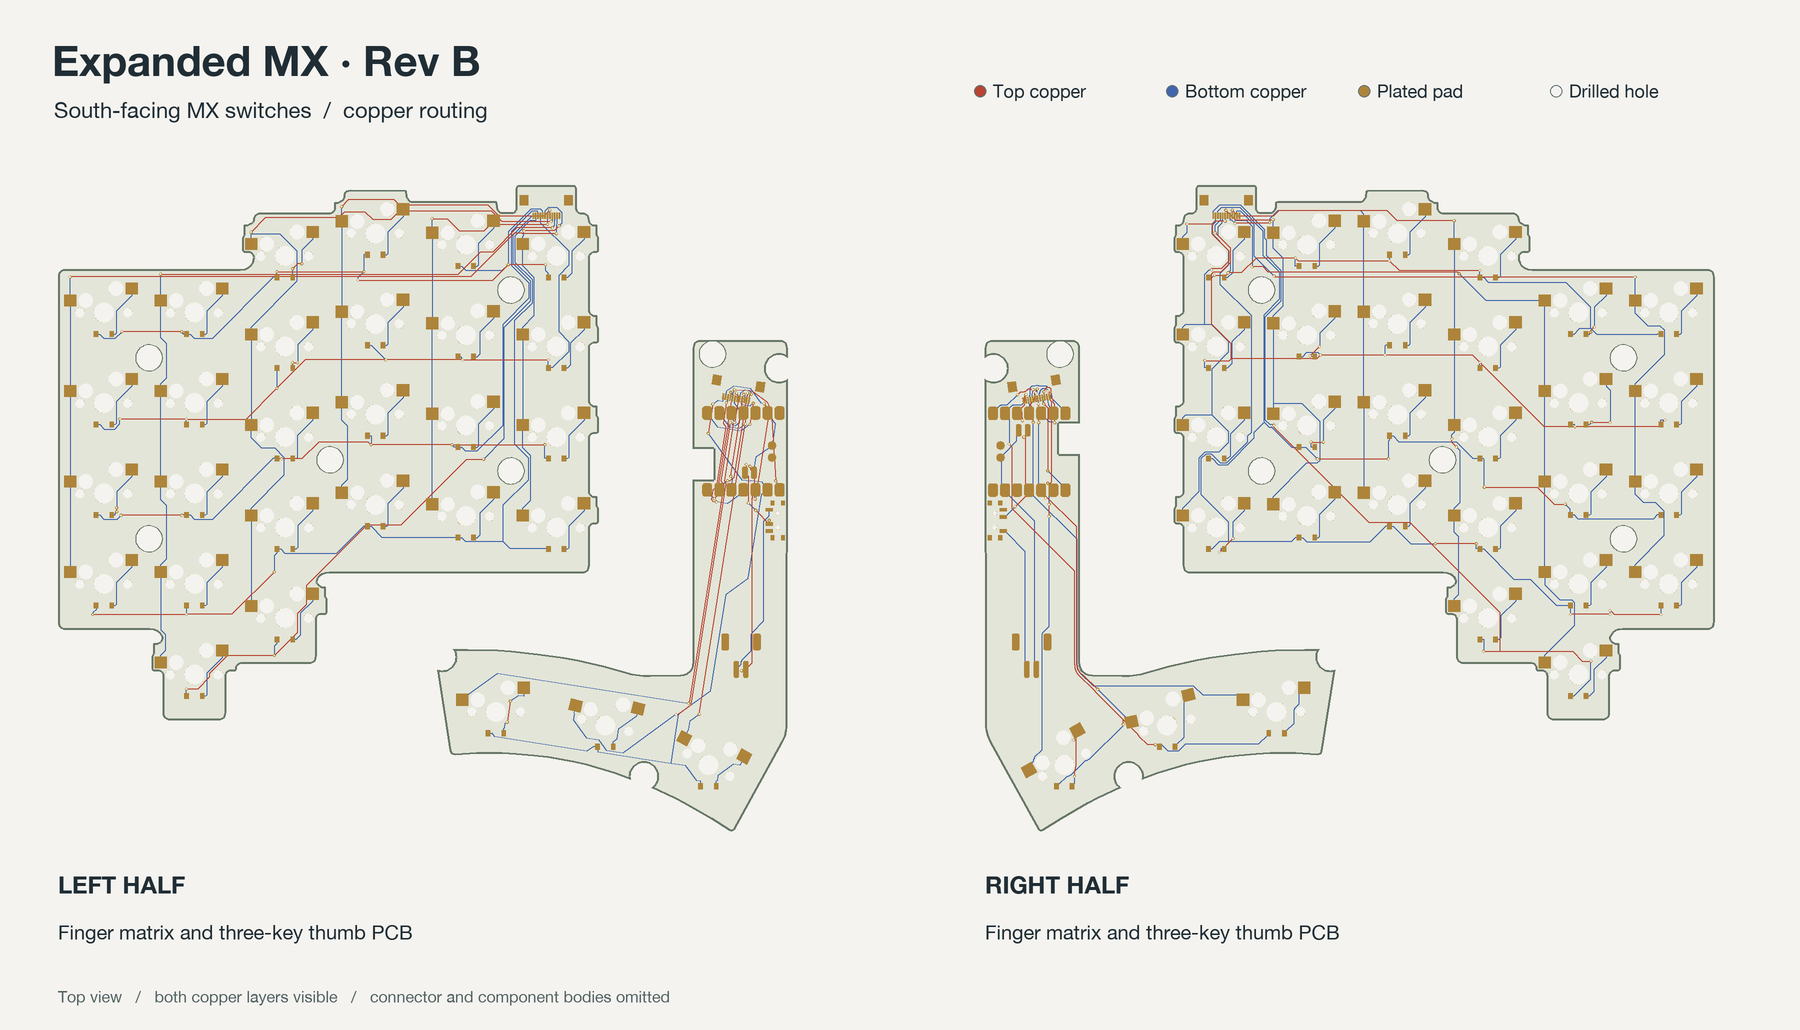 Expanded MX · Rev B
South-facing MX switches / copper routing
Top copper
Bottom copper
Plated pad
Drilled hole
LEFT HALF
Finger matrix and three-key thumb PCB
RIGHT HALF
Finger matrix and three-key thumb PCB
Top view / both copper layers visible / connector and component bodies omitted